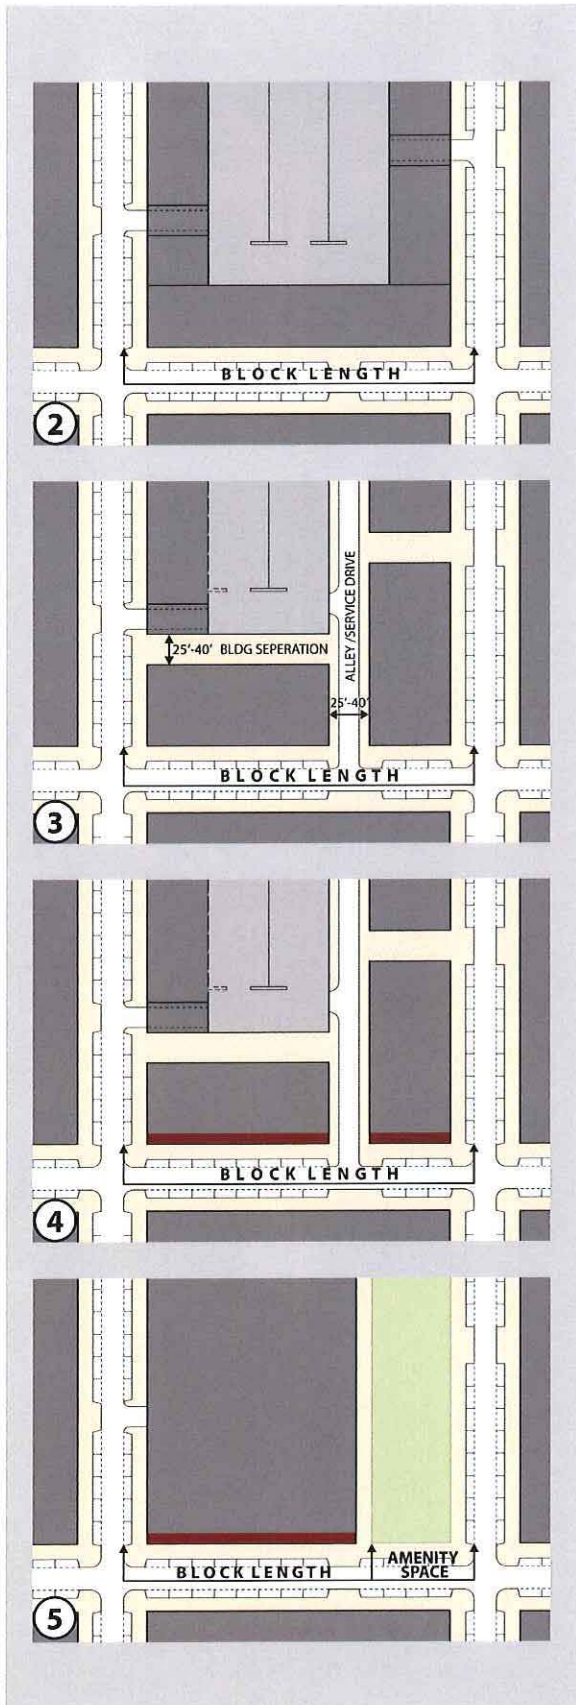 BLOCK LENGTH
2
25'-40' BLDG SEPERATION
ALLEY /SERVICE DRIVE
25'-40'
BLOCK LENGTH
3
BLOCK LENGTH
4
BLOCK LENGTH
AMENITY
SPACE
5